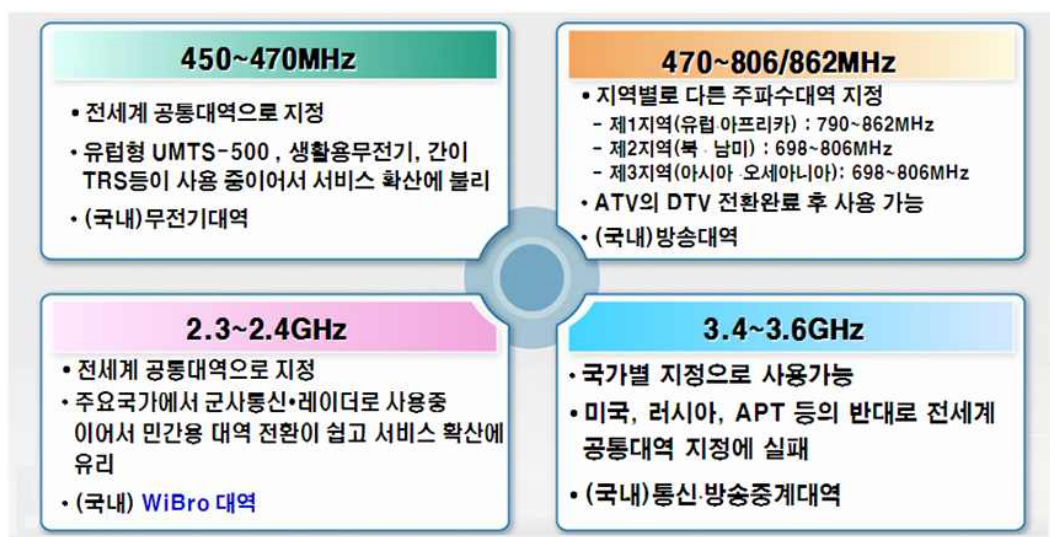 450~470MHz
• 전세계 공통대역으로 지정
• 유럽형 UMTS-500 , 생활용무전기, 간이
TRS등이 사용 중이어서 서비스 확산에 불리
• (국내)무전기대역
470~806/862MHz
• 지역별로 다른 주파수대역 지정
- 제1지역(유럽·아프리카) : 790~862MHz
- 제2지역(북 · 남미) : 698~806MHz
- 제3지역(아시아 ·오세아니아): 698~806MHz
• ATV의 DTV 전환완료 후 사용 가능
• (국내)방송대역
2.3~2.4GHz
• 전세계 공통대역으로 지정
• 주요국가에서 군사통신•레이더로 사용중
이어서 민간용 대역 전환이 쉽고 서비스 확산에
유리
• (국내) WiBro 대역
3.4~3.6GHz
• 국가별 지정으로 사용가능
• 미국, 러시아, APT 등의 반대로 전세계
공통대역 지정에 실패
• (국내)통신·방송중계대역